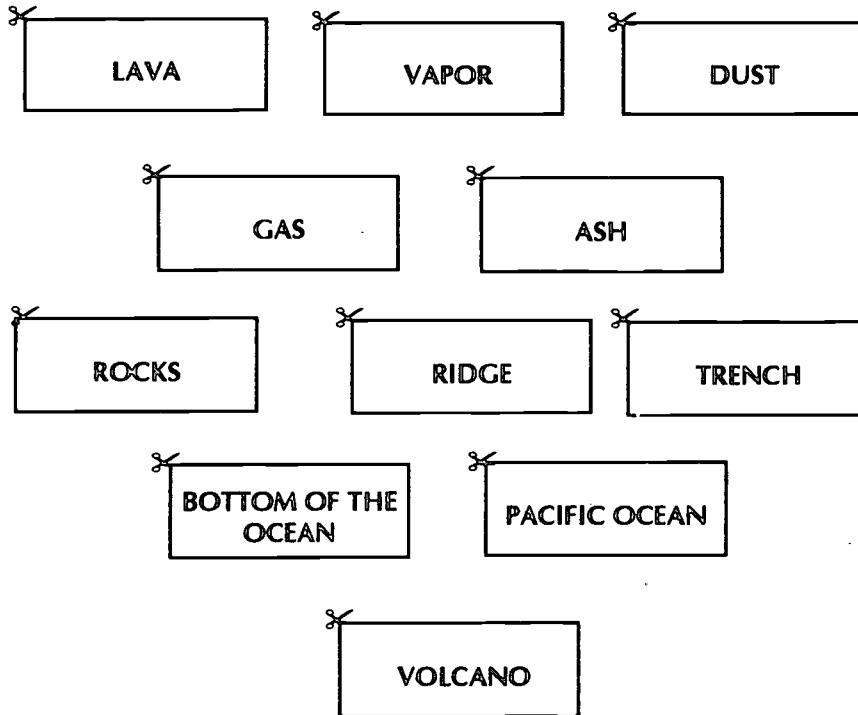 LAVA
VAPOR
DUST
GAS
ASH
ROCKS
RIDGE
TRENCH
BOTTOM OF THE
OCEAN
PACIFIC OCEAN
VOLCANO